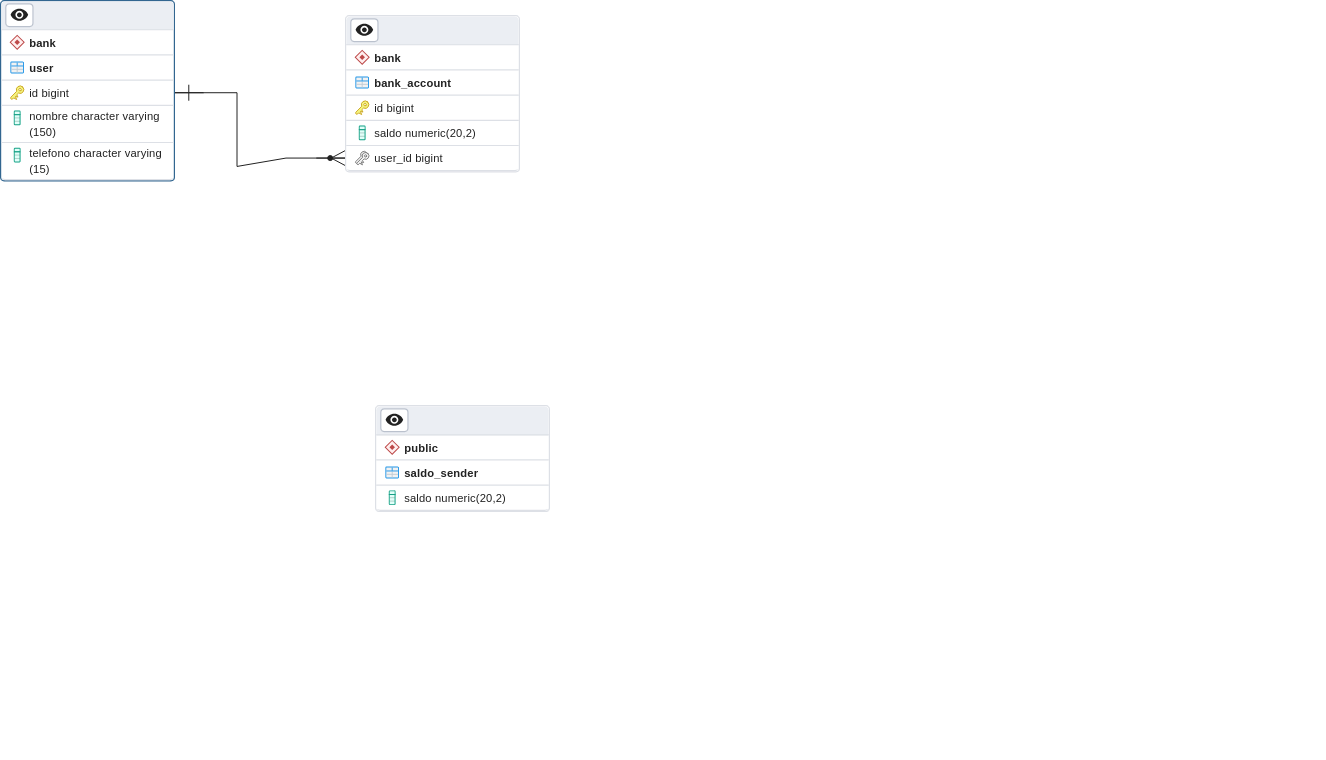 bank
user
id bigint
nombre character varying
(150)
telefono character varying
(15)
bank
bank_account
id bigint
saldo numeric(20,2)
user_id bigint
public
saldo_sender
saldo numeric(20,2)